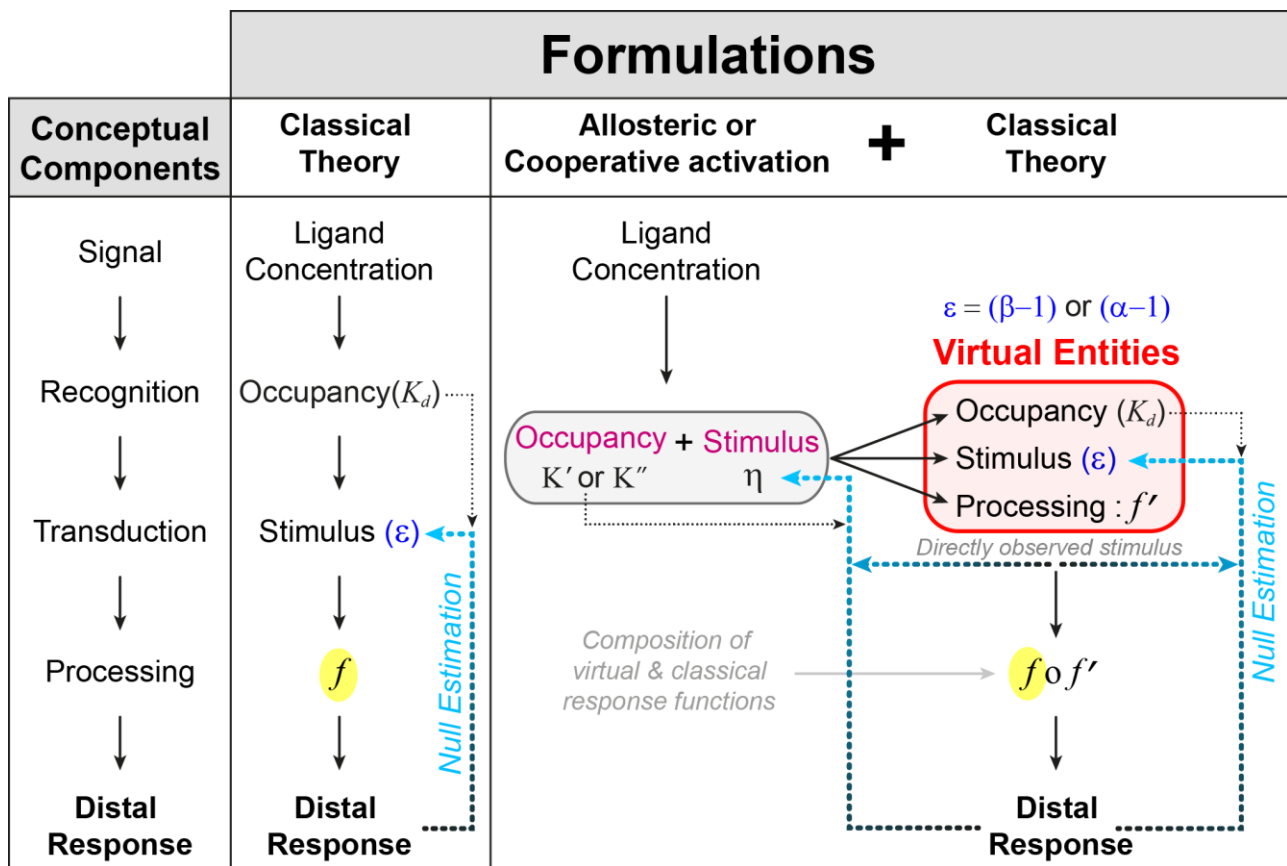 Formulations
Conceptual
Components
Classical
Theory
Allosteric or
Cooperative activation
+
Classical
Theory
Signal
Recognition
Transduction
Processing
Distal
Response
Ligand
Concentration
Occupancy(K_d)
Stimulus (ε)
f
Distal
Response
Null Estimation
Ligand
Concentration
Occupancy + Stimulus
K′ or K″ η
ε = (β–1) or (α–1)
Virtual Entities
Occupancy (K_d)
Stimulus (ε)
Processing : f′
Directly observed stimulus
Composition of
virtual & classical
response functions
f o f′
Distal
Response
Null Estimation